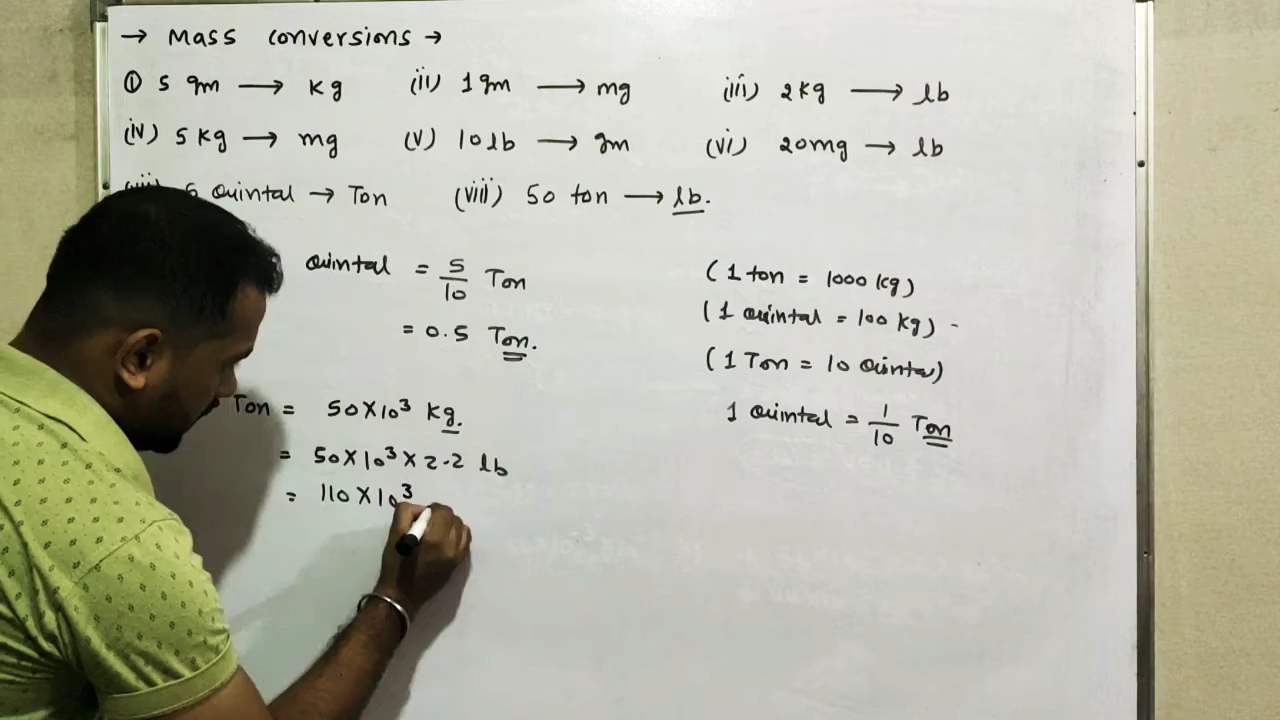 → Mass conversions →
① 5 gm → kg (ii) 1 gm → mg (iii) 2 kg → lb
(iv) 5 kg → mg (v) 10 lb → gm (vi) 20 mg → lb
Quintal → Ton (viii) 50 ton → lb.
Quintal = 5/10 Ton
= 0.5 Ton.
Ton = 50 × 10³ kg.
= 50 × 10³ × 2.2 lb
= 110 × 10³
(1 ton = 1000 kg)
(1 Quintal = 100 kg) -
(1 Ton = 10 Quintal)
1 Quintal = 1/10 Ton